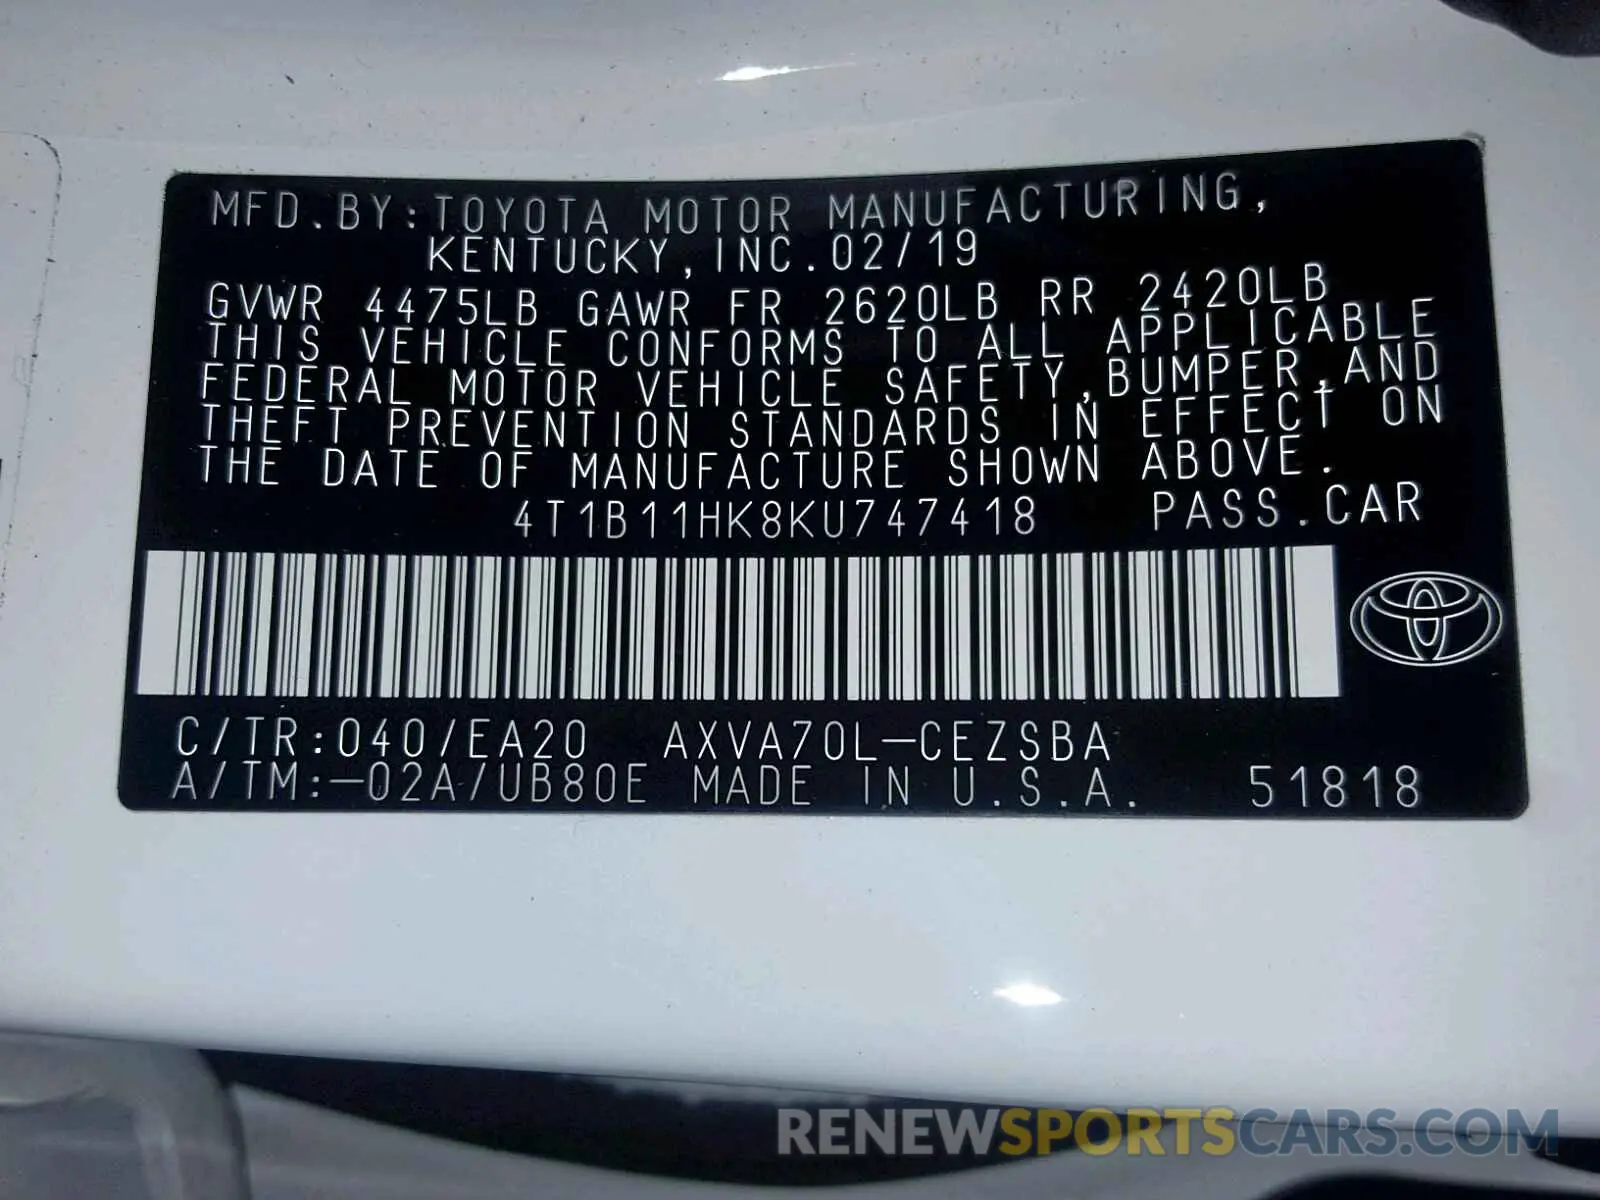 MFD.BY:TOYOTA MOTOR MANUFACTURING,
KENTUCKY,INC.02/19
GVWR 4475LB GAWR FR 2620LB RR 2420LB
THIS VEHICLE CONFORMS TO ALL APPLICABLE
FEDERAL MOTOR VEHICLE SAFETY,BUMPER,AND
THEFT PREVENTION STANDARDS IN EFFECT ON
THE DATE OF MANUFACTURE SHOWN ABOVE.
4T1B11HK8KU747418 PASS.CAR
C/TR:040/EA20 AXVA70L-CEZSBA
A/TM:-02A/UB80E MADE IN U.S.A. 51818
RENEWSPORTSCARS.COM